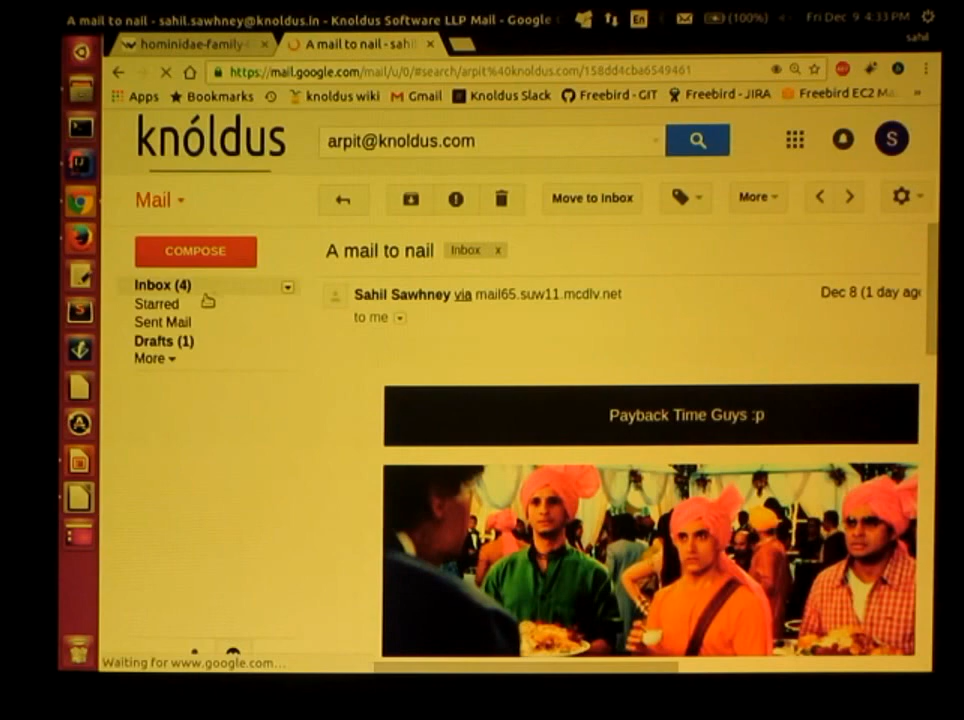 A mail to nail - sahil.sawhney@knoldus.in - Knoldus Software LLP Mail - Google
En
(100%)
Fri Dec 9 4:33 PM
sahil
hominidae-family
A mail to nail - sahi
https://mail.google.com/mail/u/0/#search/arpit%40knoldus.com/158dd4cba6549461
Apps
Bookmarks
knoldus wiki
Gmail
Knoldus Slack
Freebird - GIT
Freebird - JIRA
Freebird EC2 Ma
»
knóldus
arpit@knoldus.com
S
Mail
Move to Inbox
More
COMPOSE
A mail to nail
Inbox x
Inbox (4)
Starred
Sent Mail
Drafts (1)
More
Sahil Sawhney via mail65.suw11.mcdlv.net
Dec 8 (1 day ago
to me
Payback Time Guys :p
Waiting for www.google.com...